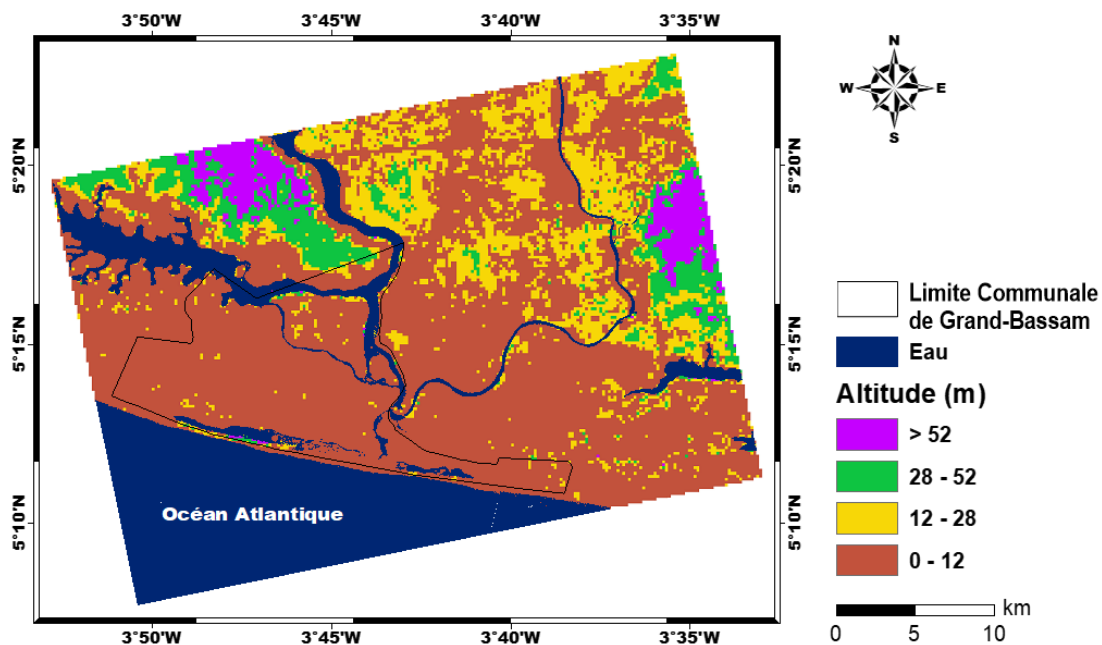 3°50'W 3°45'W 3°40'W 3°35'W
N
W E
S
5°20'N 5°20'N
5°15'N 5°15'N
5°10'N 5°10'N
Océan Atlantique
3°50'W 3°45'W 3°40'W 3°35'W
Limite Communale
de Grand-Bassam
Eau
Altitude (m)
> 52
28 - 52
12 - 28
0 - 12
km
0 5 10